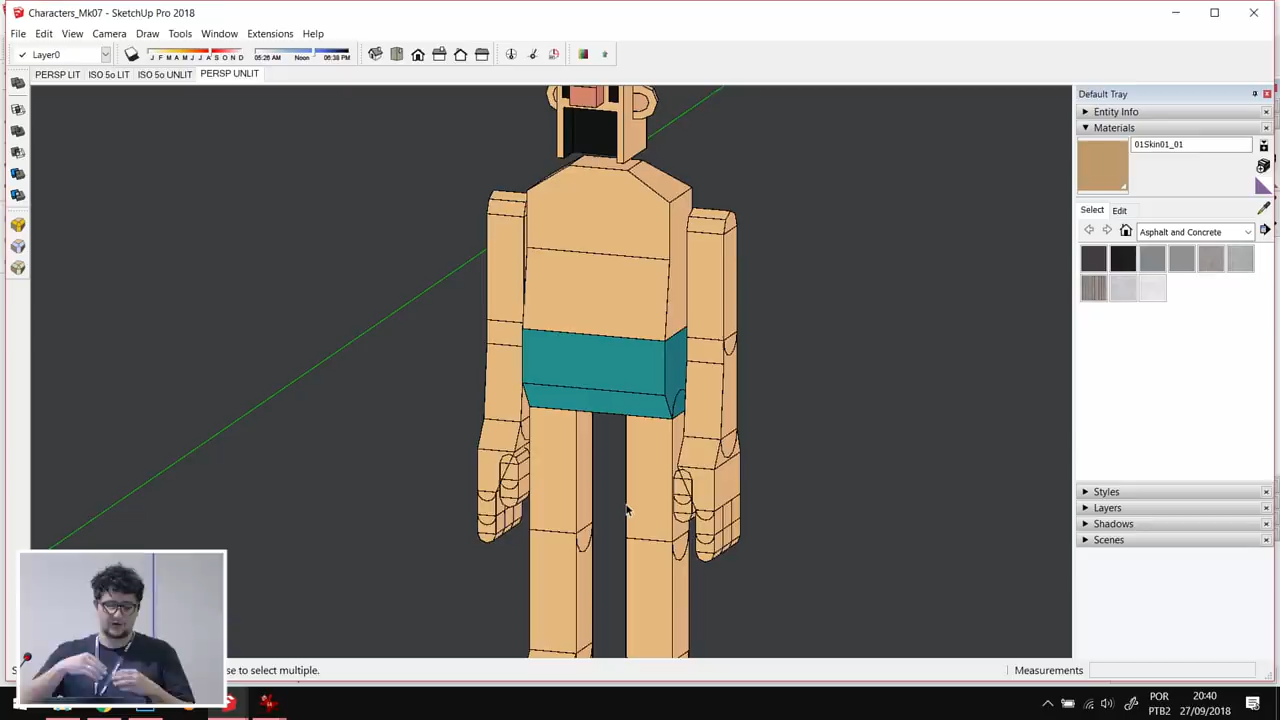 Characters_Mk07 - SketchUp Pro 2018
File Edit View Camera Draw Tools Window Extensions Help
Layer0
J F M A M J J A S O N D
05:26 AM Noon 06:38 PM
PERSP LIT ISO 5o LIT ISO 5o UNLIT PERSP UNLIT
Default Tray
Entity Info
Materials
01Skin01_01
Select Edit
Asphalt and Concrete
Styles
Layers
Shadows
Scenes
se to select multiple.
Measurements
POR
PTB2
20:40
27/09/2018